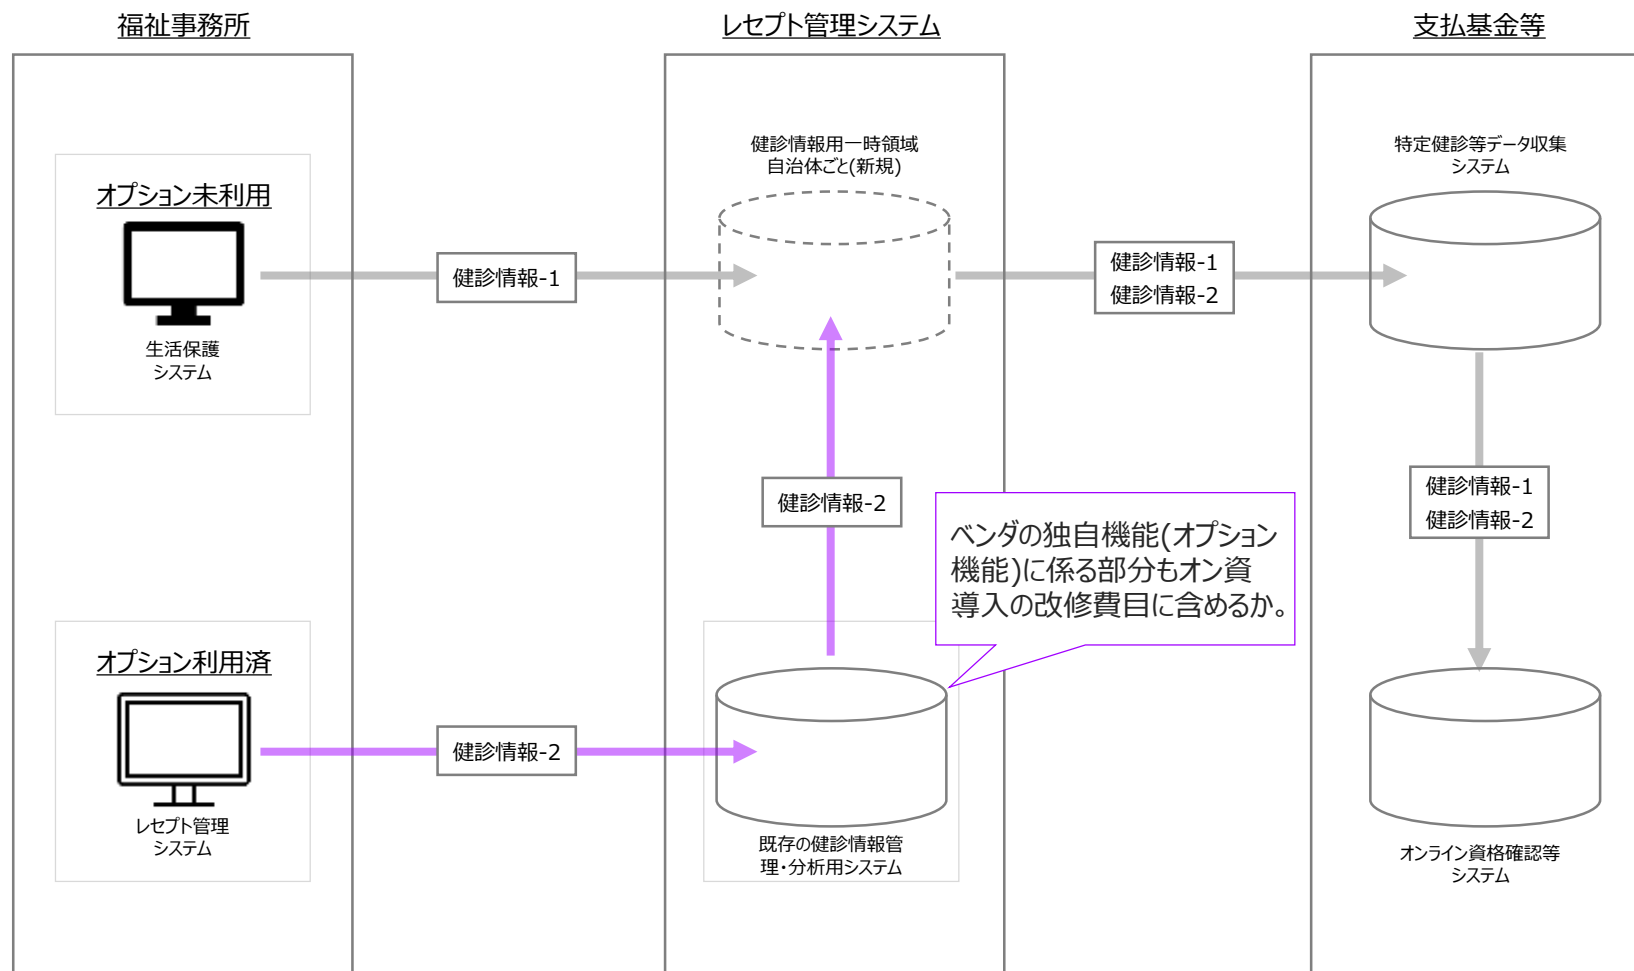 福祉事務所
レセプト管理システム
支払基金等
オプション未利用
生活保護
システム
健診情報-1
健診情報用一時領域
自治体ごと(新規)
健診情報-1
健診情報-2
特定健診等データ収集
システム
健診情報-2
ベンダの独自機能(オプション
機能)に係る部分もオン資
導入の改修費目に含めるか。
健診情報-1
健診情報-2
オプション利用済
レセプト管理
システム
健診情報-2
既存の健診情報管
理・分析用システム
オンライン資格確認等
システム